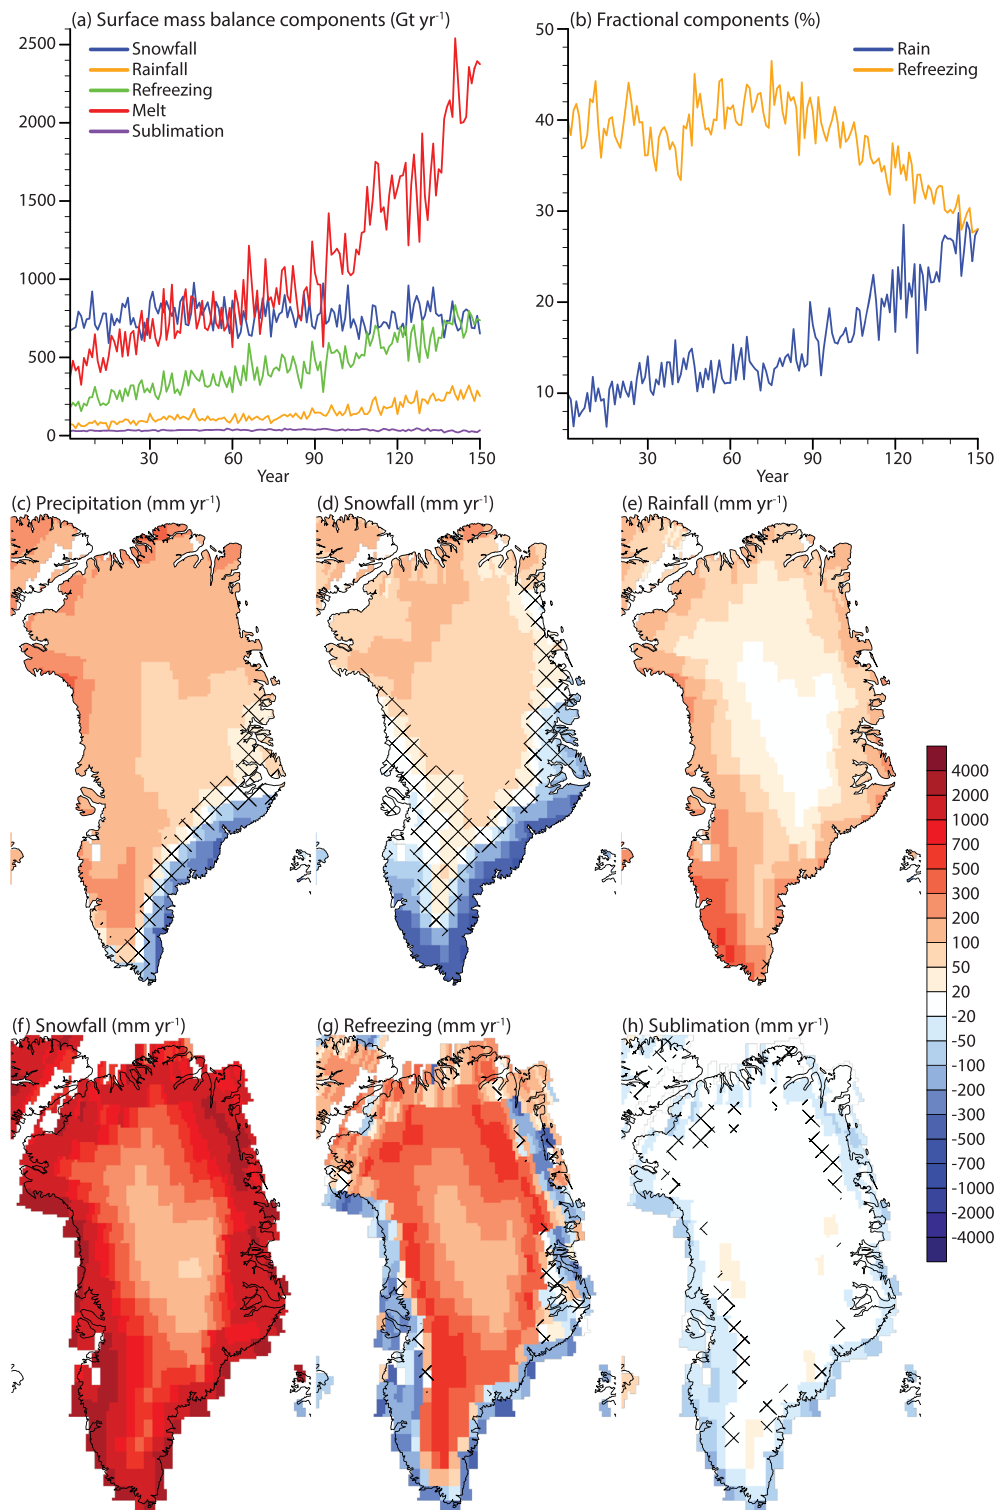 (a) Surface mass balance components (Gt yr-1)
Snowfall
Rainfall
Refreezing
Melt
Sublimation
2500
2000
1500
1000
500
0
30
60
90
120
150
Year
(b) Fractional components (%)
Rain
Refreezing
50
40
30
20
10
30
60
90
120
150
Year
(c) Precipitation (mm yr-1)
(d) Snowfall (mm yr-1)
(e) Rainfall (mm yr-1)
(f) Snowfall (mm yr-1)
(g) Refreezing (mm yr-1)
(h) Sublimation (mm yr-1)
4000
2000
1000
700
500
300
200
100
50
20
-20
-50
-100
-200
-300
-500
-700
-1000
-2000
-4000